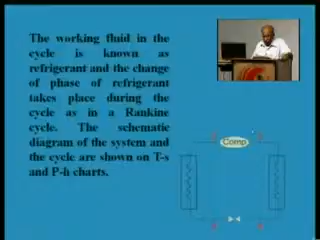 The working fluid in the
cycle is known as
refrigerant and the change
of phase of refrigerant
takes place during the
cycle as in a Rankine
cycle. The schematic
diagram of the system and
the cycle are shown on T-s
and P-h charts.
Comp